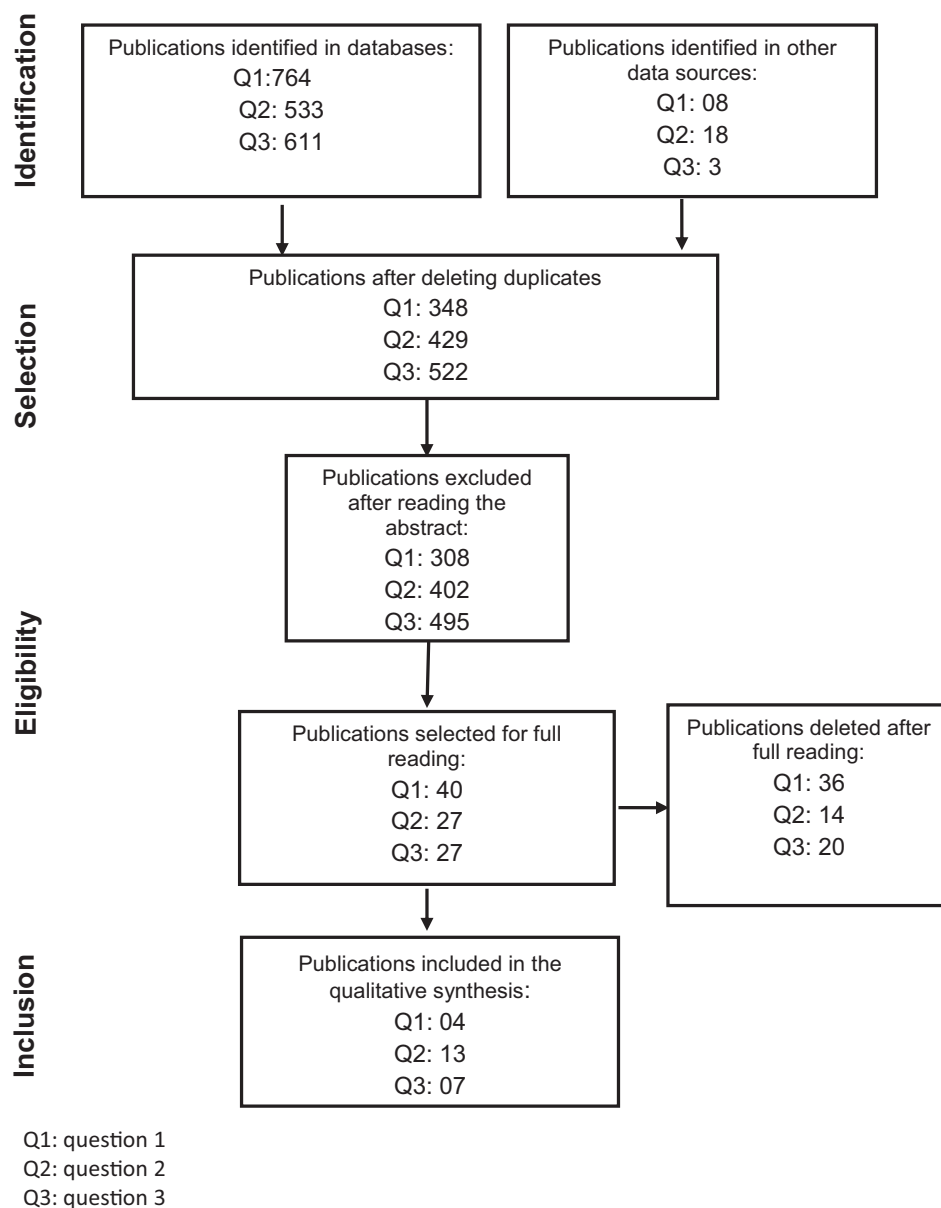 Identification
Publications identified in databases:
Q1:764
Q2: 533
Q3: 611
Publications identified in other
data sources:
Q1: 08
Q2: 18
Q3: 3
Selection
Publications after deleting duplicates
Q1: 348
Q2: 429
Q3: 522
Eligibility
Publications excluded
after reading the
abstract:
Q1: 308
Q2: 402
Q3: 495
Publications selected for full
reading:
Q1: 40
Q2: 27
Q3: 27
Publications deleted after
full reading:
Q1: 36
Q2: 14
Q3: 20
Inclusion
Publications included in the
qualitative synthesis:
Q1: 04
Q2: 13
Q3: 07
Q1: question 1
Q2: question 2
Q3: question 3